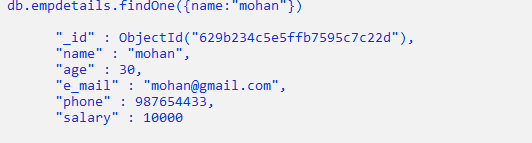 db.empdetails.findOne({name:"mohan"})
"_id" : ObjectId("629b234c5e5ffb7595c7c22d"),
"name" : "mohan",
"age" : 30,
"e_mail" : "mohan@gmail.com",
"phone" : 987654433,
"salary" : 10000